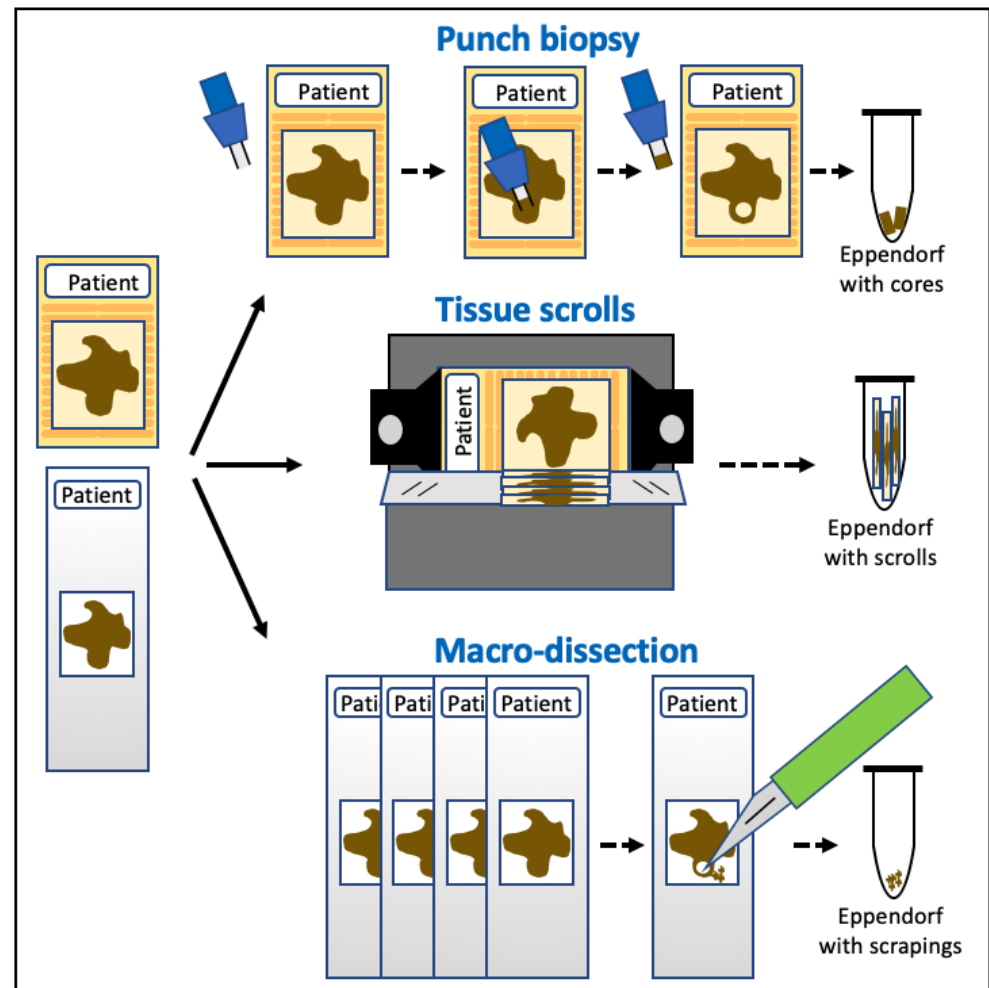 Punch biopsy
Patient
Patient
Patient
Eppendorf
with cores
Patient
Tissue scrolls
Patient
Eppendorf
with scrolls
Patient
Macro-dissection
Pati
Pati
Pati
Patient
Patient
Eppendorf
with scrapings